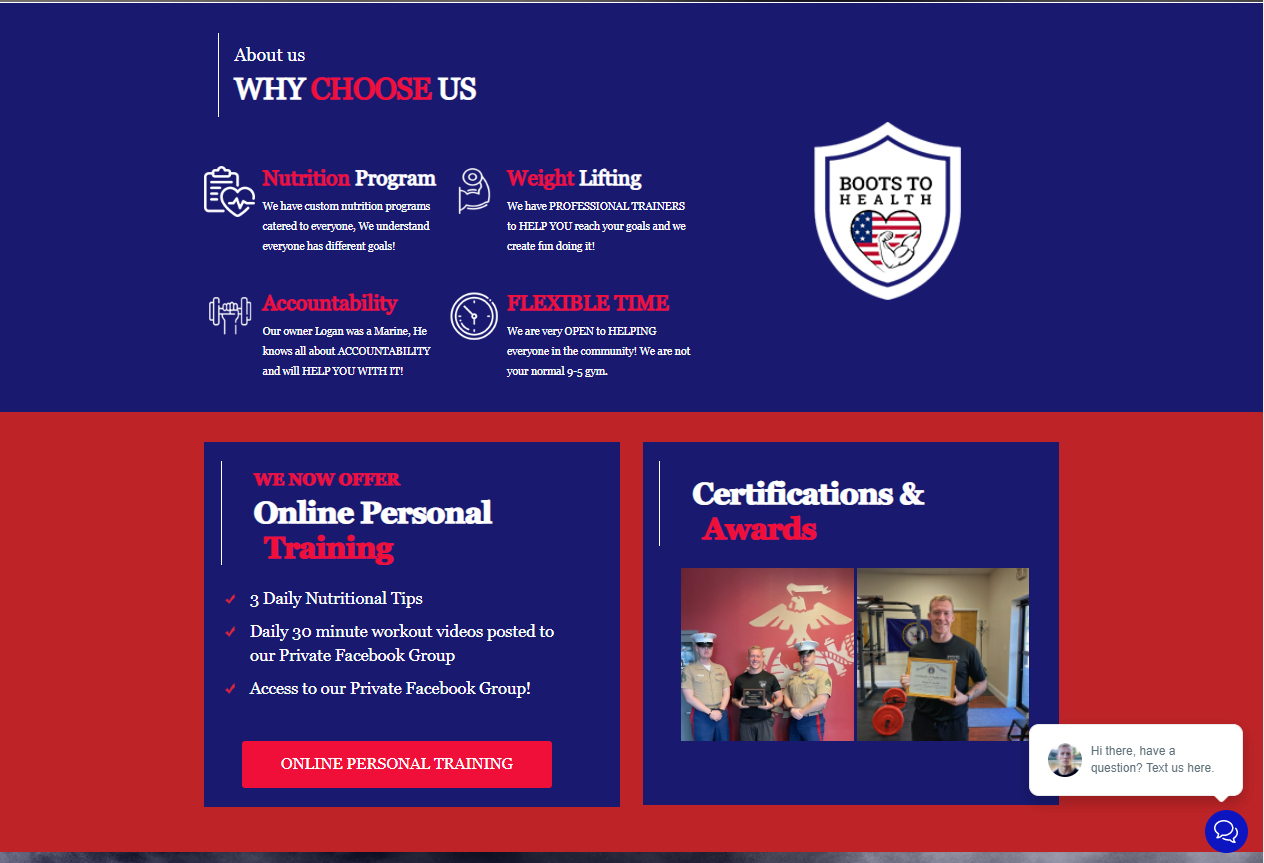 About us
WHY CHOOSE US
Nutrition Program
We have custom nutrition programs
catered to everyone, We understand
everyone has different goals!
Weight Lifting
We have PROFESSIONAL TRAINERS
to HELP YOU reach your goals and we
create fun doing it!
Accountability
Our owner Logan was a Marine, He
knows all about ACCOUNTABILITY
and will HELP YOU WITH IT!
FLEXIBLE TIME
We are very OPEN to HELPING
everyone in the community! We are not
your normal 9-5 gym.
BOOTS TO
HEALTH
WE NOW OFFER
Online Personal
Training
3 Daily Nutritional Tips
Daily 30 minute workout videos posted to
our Private Facebook Group
Access to our Private Facebook Group!
ONLINE PERSONAL TRAINING
Certifications &
Awards
Hi there, have a
question? Text us here.